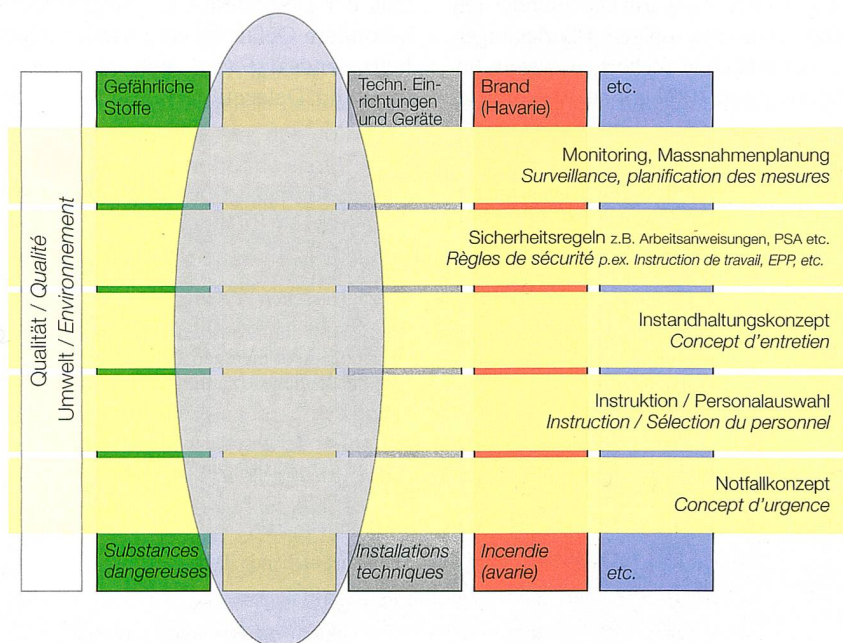 Gefährliche
Stoffe
Techn. Ein-
richtungen
und Geräte
Brand
(Havarie)
etc.
Qualität / Qualité
Umwelt / Environnement
Monitoring, Massnahmenplanung
Surveillance, planification des mesures
Sicherheitsregeln z.B. Arbeitsanweisungen, PSA etc.
Règles de sécurité p.ex. Instruction de travail, EPP, etc.
Instandhaltungskonzept
Concept d'entretien
Instruktion / Personalauswahl
Instruction / Sélection du personnel
Notfallkonzept
Concept d'urgence
Substances
dangereuses
Installations
techniques
Incendie
(avarie)
etc.